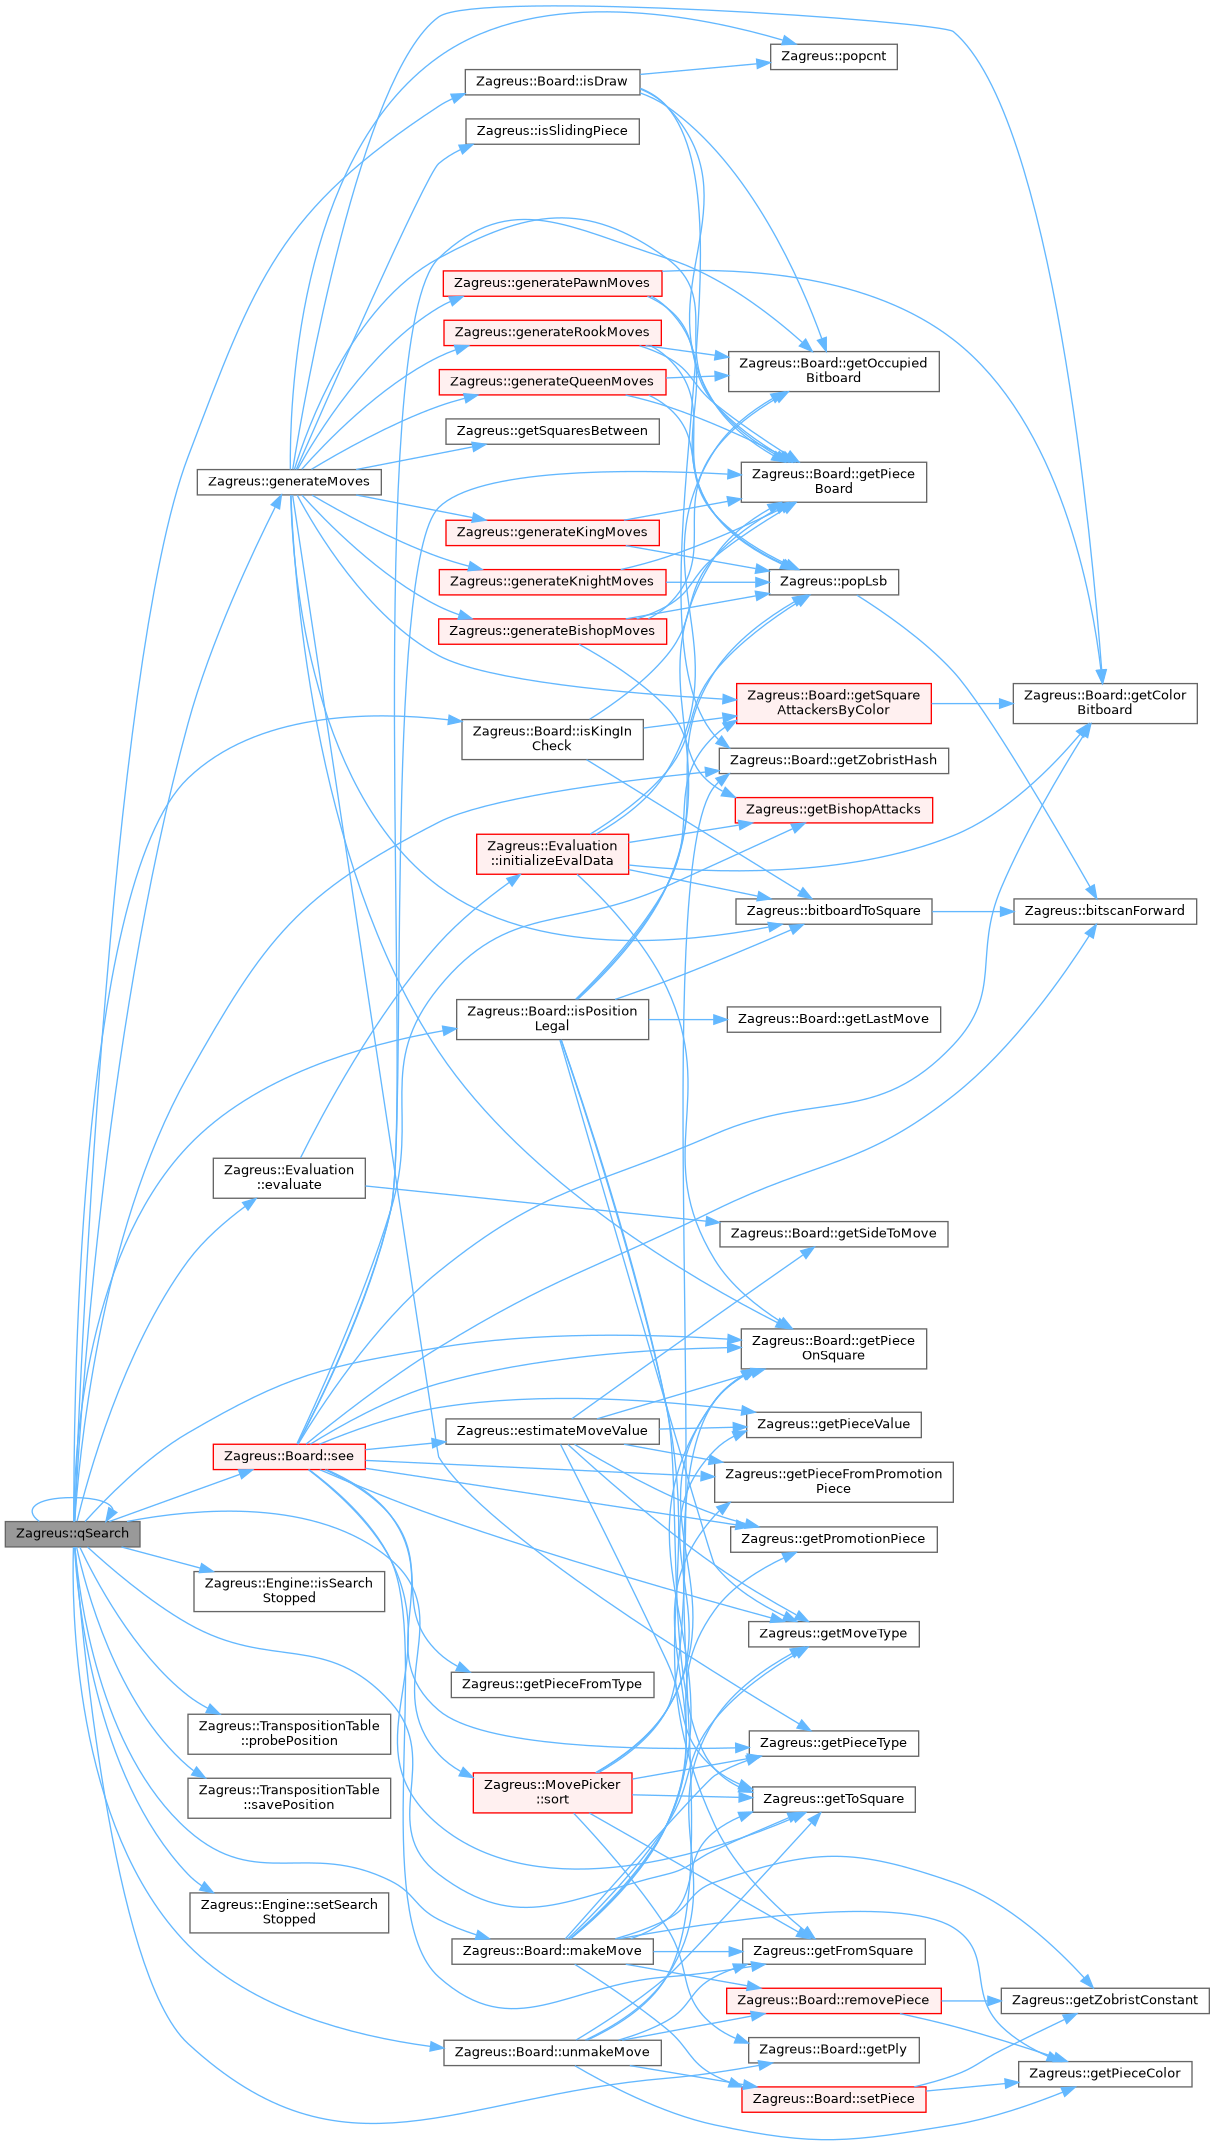 Zagreus::popcnt
Zagreus::Board::isDraw
Zagreus::isSlidingPiece
Zagreus::generatePawnMoves
Zagreus::generateRookMoves
Zagreus::Board::getOccupied
Bitboard
Zagreus::generateQueenMoves
Zagreus::getSquaresBetween
Zagreus::generateMoves
Zagreus::Board::getPiece
Board
Zagreus::generateKingMoves
Zagreus::generateKnightMoves
Zagreus::popLsb
Zagreus::generateBishopMoves
Zagreus::Board::getSquare
AttackersByColor
Zagreus::Board::getColor
Bitboard
Zagreus::Board::isKingIn
Check
Zagreus::Board::getZobristHash
Zagreus::getBishopAttacks
Zagreus::Evaluation
::initializeEvalData
Zagreus::bitboardToSquare
Zagreus::bitscanForward
Zagreus::Board::isPosition
Legal
Zagreus::Board::getLastMove
Zagreus::Evaluation
::evaluate
Zagreus::Board::getSideToMove
Zagreus::Board::getPiece
OnSquare
Zagreus::getPieceValue
Zagreus::estimateMoveValue
Zagreus::Board::see
Zagreus::getPieceFromPromotion
Piece
Zagreus::qSearch
Zagreus::getPromotionPiece
Zagreus::Engine::isSearch
Stopped
Zagreus::getMoveType
Zagreus::getPieceFromType
Zagreus::TranspositionTable
::probePosition
Zagreus::getPieceType
Zagreus::MovePicker
::sort
Zagreus::TranspositionTable
::savePosition
Zagreus::getToSquare
Zagreus::Engine::setSearch
Stopped
Zagreus::Board::makeMove
Zagreus::getFromSquare
Zagreus::Board::removePiece
Zagreus::getZobristConstant
Zagreus::Board::unmakeMove
Zagreus::Board::getPly
Zagreus::getPieceColor
Zagreus::Board::setPiece